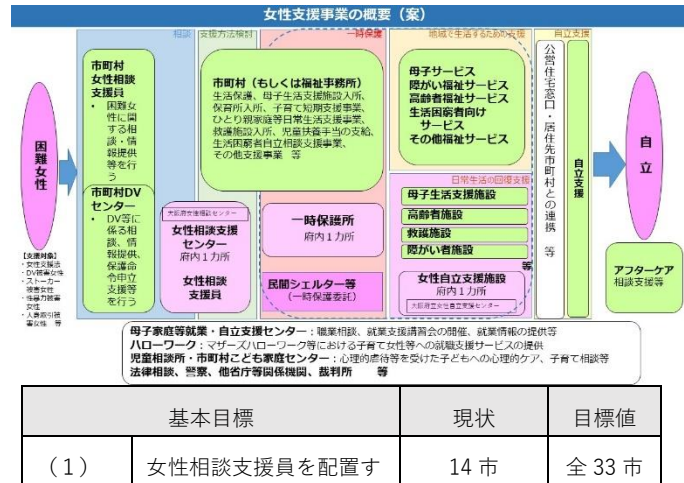 女性支援事業の概要（案）
相談
支援方法検討
一時保護
地域で生活するための支援
自立支援
困難女性
【支援対象】
・女性支援法
・DV被害女性
・ストーカー
被害女性
・性暴力被害
女性
・人身取引被
害女性　等
市町村
女性相談
支援員
・ 困難女
性に関
する相
談・情
報提供
等を行
う
市町村DV
センター
・ DV等に
係る相
談、情
報提供、
保護命
令申立
支援等
を行う
大阪府女性相談センター
女性相談支援
センター
府内１カ所
女性相談
支援員
市町村（もしくは福祉事務所）
生活保護、母子生活支援施設入所、
保育所入所、子育て短期支援事業、
ひとり親家庭等日常生活支援事業、
救護施設入所、児童扶養手当の支給、
生活困窮者自立相談支援事業、
その他支援事業　等
一時保護所
府内１カ所
民間シェルター等
（一時保護委託）
母子サービス
障がい福祉サービス
高齢者福祉サービス
生活困窮者向け
サービス
その他福祉サービス
日常生活の回復支援
母子生活支援施設
高齢者施設
救護施設
障がい者施設
等
女性自立支援施設
府内１カ所
大阪府立女性自立支援センター
公営住宅窓口・居住先市町村との連携　等
自立支援
自立
アフターケア
相談支援等
母子家庭等就業・自立支援センター：職業相談、就業支援講習会の開催、就業情報の提供等
ハローワーク：マザーズハローワーク等における子育て女性等への就職支援サービスの提供
児童相談所・市町村こども家庭センター：心理的虐待等を受けた子どもへの心理的ケア、子育て相談等
法律相談、警察、他省庁等関係機関、裁判所　　等
基本目標 現状 目標値
（１） 女性相談支援員を配置す 14 市 全 33 市